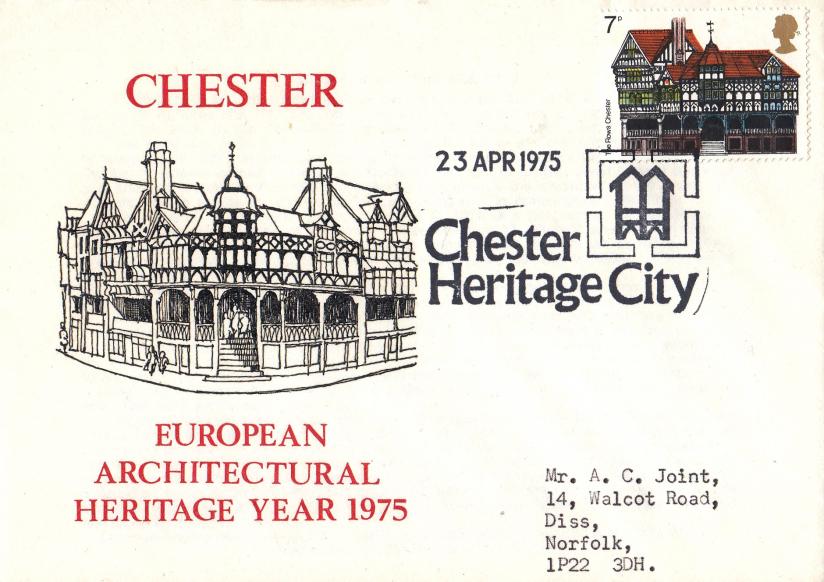 CHESTER
7P
The Rows Chester
23 APR 1975
Chester
Heritage City
EUROPEAN
ARCHITECTURAL
HERITAGE YEAR 1975
Mr. A. C. Joint,
14, Walcot Road,
Diss,
Norfolk,
1P22 3DH.